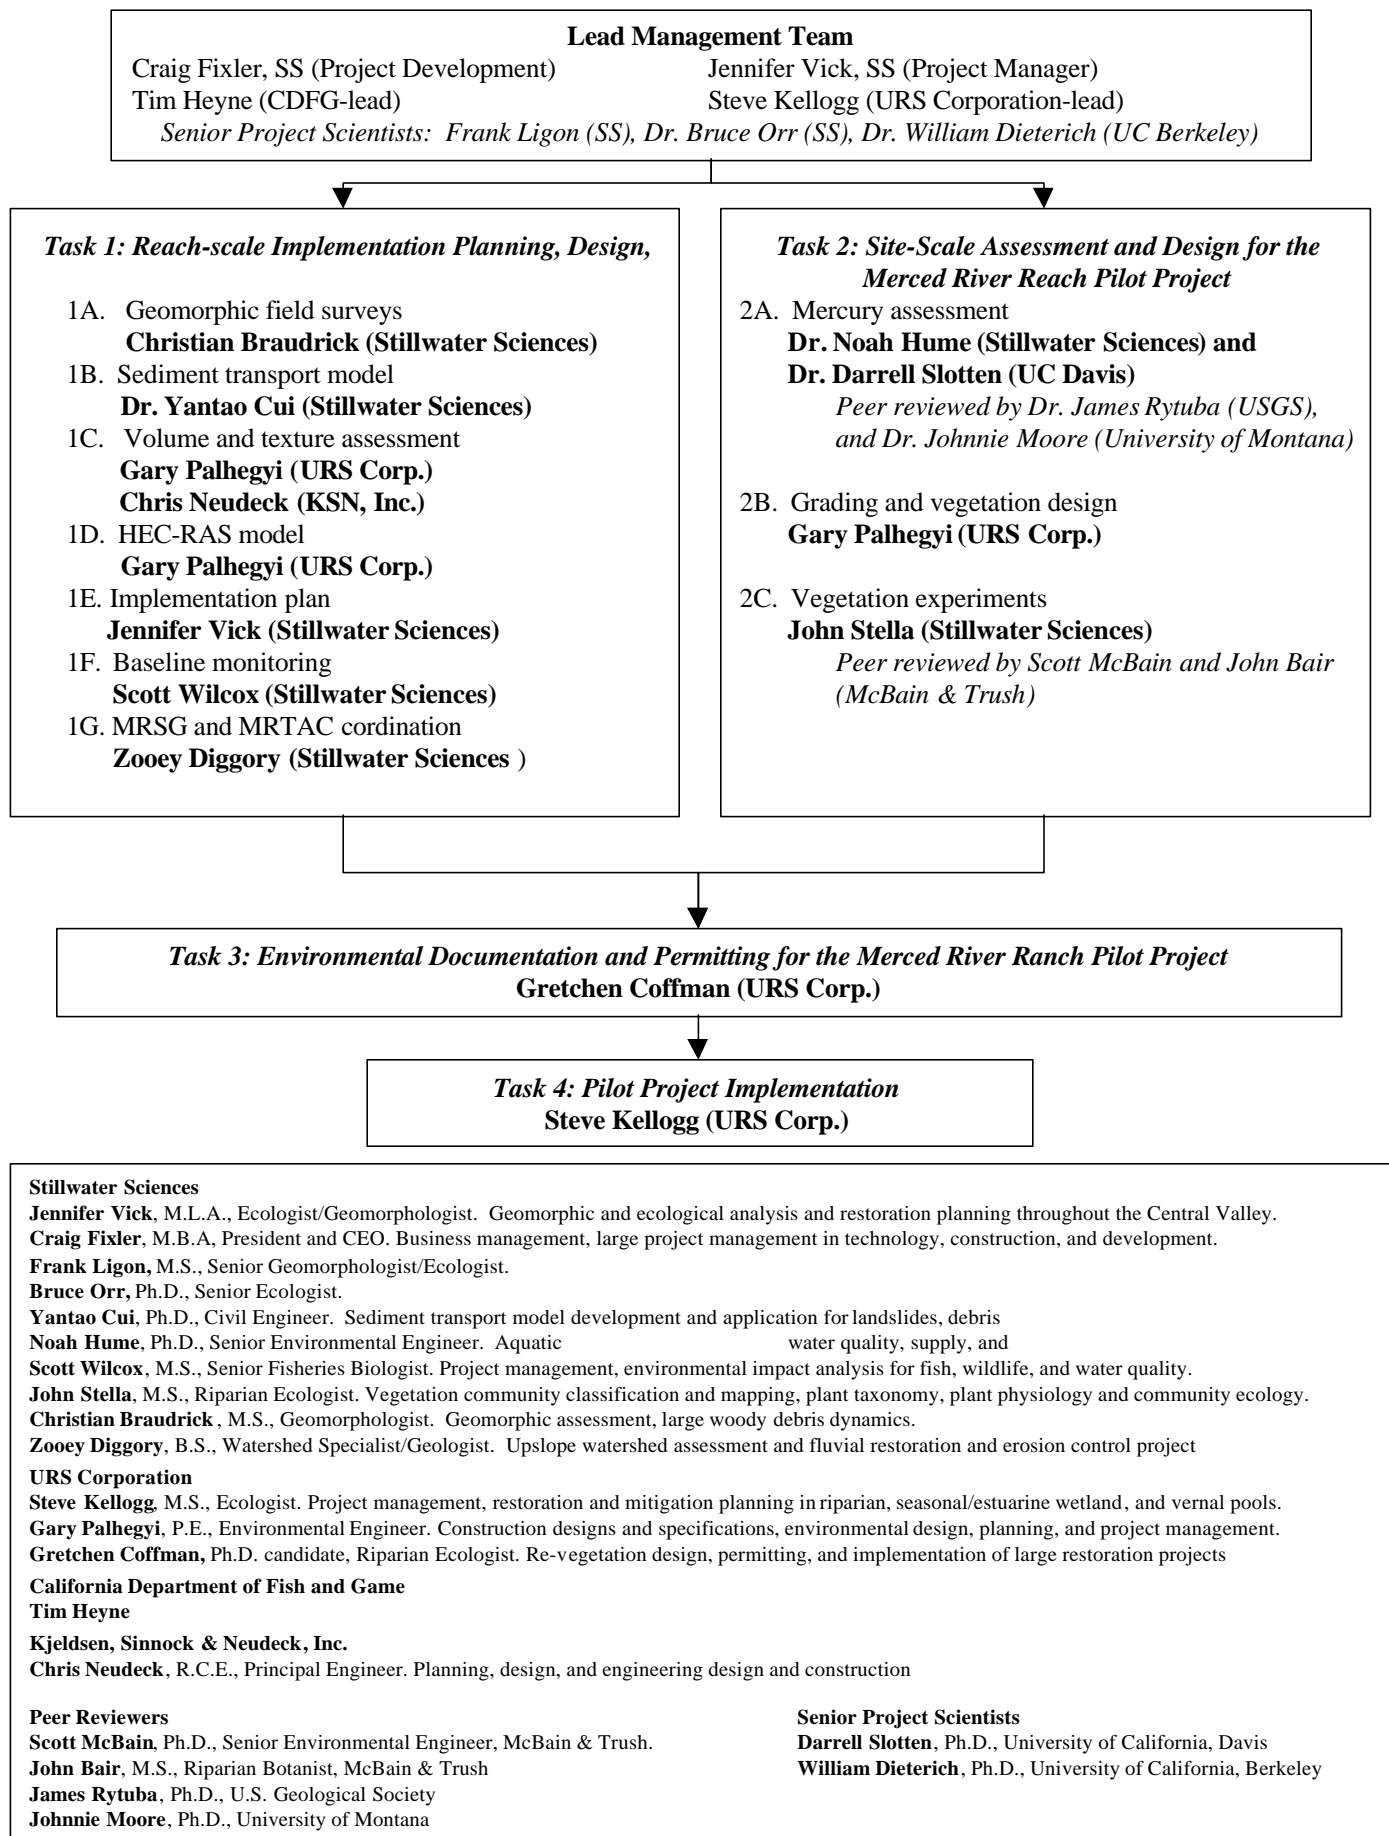 Lead Management Team
Craig Fixler, SS (Project Development) Jennifer Vick, SS (Project Manager)
Tim Heyne (CDFG-lead) Steve Kellogg (URS Corporation-lead)
Senior Project Scientists: Frank Ligon (SS), Dr. Bruce Orr (SS), Dr. William Dieterich (UC Berkeley)
Task 1: Reach-scale Implementation Planning, Design,
1A. Geomorphic field surveys
Christian Braudrick (Stillwater Sciences)
1B. Sediment transport model
Dr. Yantao Cui (Stillwater Sciences)
1C. Volume and texture assessment
Gary Palhegyi (URS Corp.)
Chris Neudeck (KSN, Inc.)
1D. HEC-RAS model
Gary Palhegyi (URS Corp.)
1E. Implementation plan
Jennifer Vick (Stillwater Sciences)
1F. Baseline monitoring
Scott Wilcox (Stillwater Sciences)
1G. MRSG and MRTAC cordination
Zooey Diggory (Stillwater Sciences )
Task 2: Site-Scale Assessment and Design for the
Merced River Reach Pilot Project
2A. Mercury assessment
Dr. Noah Hume (Stillwater Sciences) and
Dr. Darrell Slotten (UC Davis)
Peer reviewed by Dr. James Rytuba (USGS),
and Dr. Johnnie Moore (University of Montana)
2B. Grading and vegetation design
Gary Palhegyi (URS Corp.)
2C. Vegetation experiments
John Stella (Stillwater Sciences)
Peer reviewed by Scott McBain and John Bair
(McBain & Trush)
Task 3: Environmental Documentation and Permitting for the Merced River Ranch Pilot Project
Gretchen Coffman (URS Corp.)
Task 4: Pilot Project Implementation
Steve Kellogg (URS Corp.)
Stillwater Sciences
Jennifer Vick, M.L.A., Ecologist/Geomorphologist. Geomorphic and ecological analysis and restoration planning throughout the Central Valley.
Craig Fixler, M.B.A, President and CEO. Business management, large project management in technology, construction, and development.
Frank Ligon, M.S., Senior Geomorphologist/Ecologist.
Bruce Orr, Ph.D., Senior Ecologist.
Yantao Cui, Ph.D., Civil Engineer. Sediment transport model development and application for landslides, debris
Noah Hume, Ph.D., Senior Environmental Engineer. Aquatic water quality, supply, and
Scott Wilcox, M.S., Senior Fisheries Biologist. Project management, environmental impact analysis for fish, wildlife, and water quality.
John Stella, M.S., Riparian Ecologist. Vegetation community classification and mapping, plant taxonomy, plant physiology and community ecology.
Christian Braudrick, M.S., Geomorphologist. Geomorphic assessment, large woody debris dynamics.
Zooey Diggory, B.S., Watershed Specialist/Geologist. Upslope watershed assessment and fluvial restoration and erosion control project
URS Corporation
Steve Kellogg, M.S., Ecologist. Project management, restoration and mitigation planning in riparian, seasonal/estuarine wetland, and vernal pools.
Gary Palhegyi, P.E., Environmental Engineer. Construction designs and specifications, environmental design, planning, and project management.
Gretchen Coffman, Ph.D. candidate, Riparian Ecologist. Re-vegetation design, permitting, and implementation of large restoration projects
California Department of Fish and Game
Tim Heyne
Kjeldsen, Sinnock & Neudeck, Inc.
Chris Neudeck, R.C.E., Principal Engineer. Planning, design, and engineering design and construction
Peer Reviewers
Scott McBain, Ph.D., Senior Environmental Engineer, McBain & Trush.
John Bair, M.S., Riparian Botanist, McBain & Trush
James Rytuba, Ph.D., U.S. Geological Society
Johnnie Moore, Ph.D., University of Montana
Senior Project Scientists
Darrell Slotten, Ph.D., University of California, Davis
William Dieterich, Ph.D., University of California, Berkeley